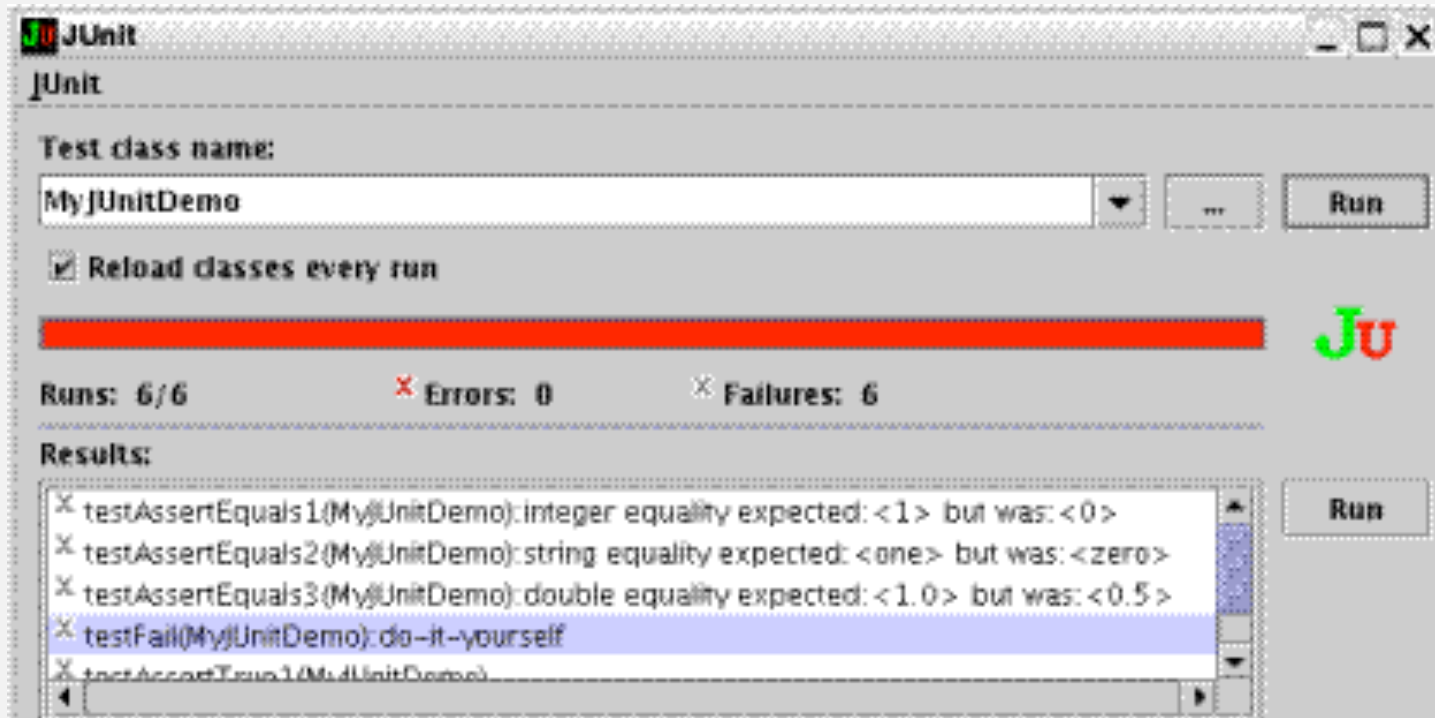 JU JUnit
JUnit
Test class name:
MyJUnitDemo ... Run
Reload classes every run
JU
Runs: 6/6 X Errors: 0 X Failures: 6
Results:
X testAssertEquals1(MyJUnitDemo):integer equality expected:<1> but was:<0>
Run
X testAssertEquals2(MyJUnitDemo):string equality expected:<one> but was:<zero>
X testAssertEquals3(MyJUnitDemo):double equality expected:<1.0> but was:<0.5>
X testFail(MyJUnitDemo):do-it-yourself